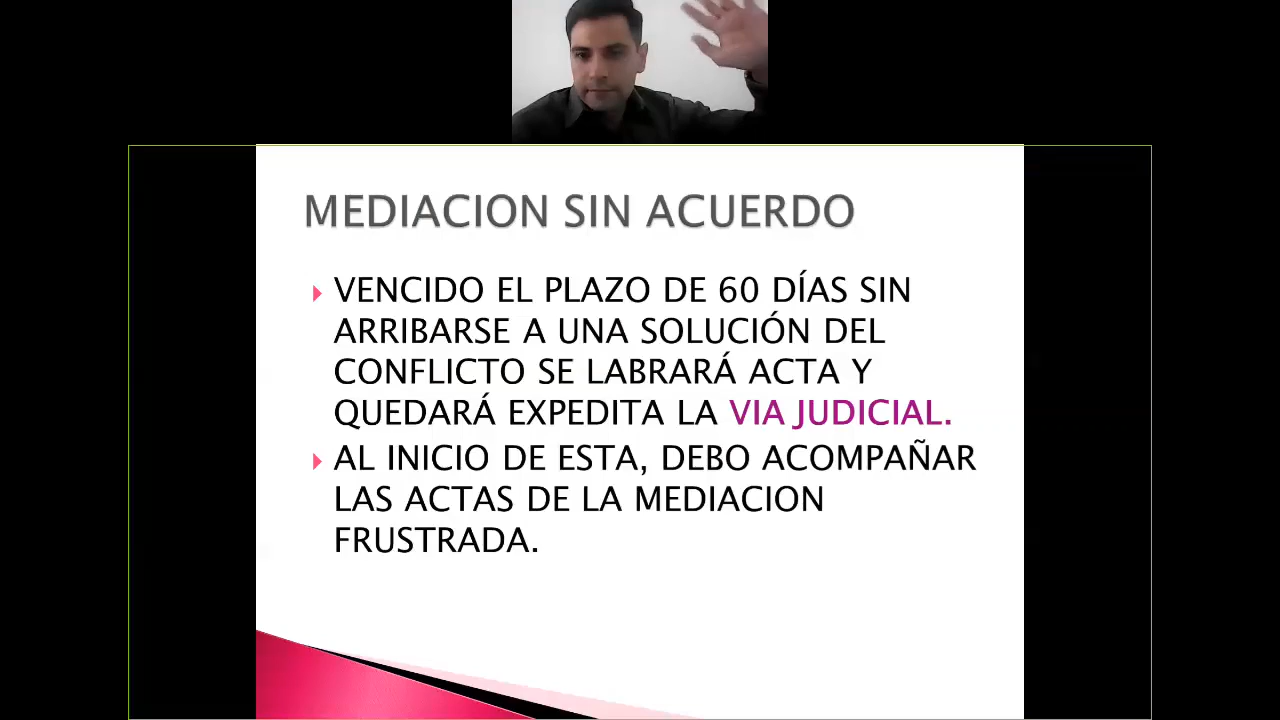 MEDIACION SIN ACUERDO
VENCIDO EL PLAZO DE 60 DÍAS SIN
ARRIBARSE A UNA SOLUCIÓN DEL
CONFLICTO SE LABRARÁ ACTA Y
QUEDARÁ EXPEDITA LA VIA JUDICIAL.
AL INICIO DE ESTA, DEBO ACOMPAÑAR
LAS ACTAS DE LA MEDIACION
FRUSTRADA.